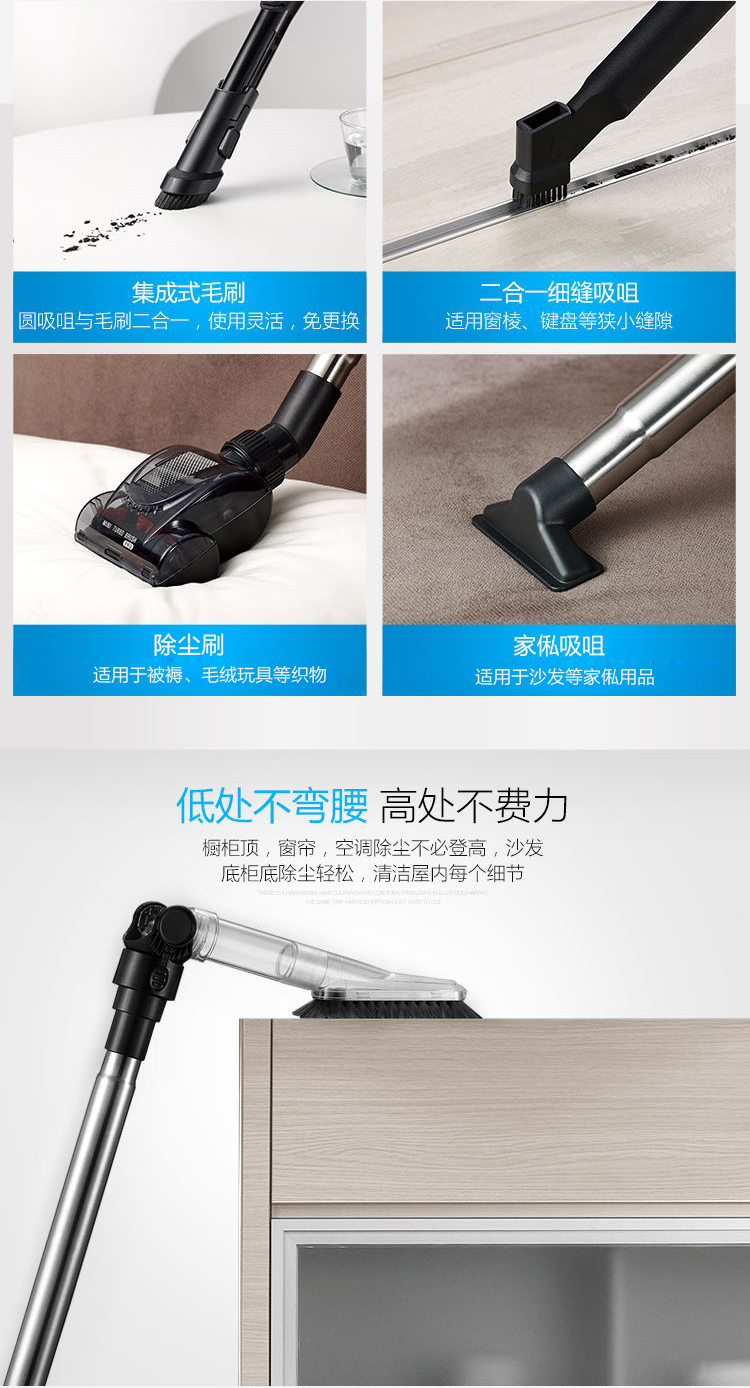 集成式毛刷
圆吸咀与毛刷二合一，使用灵活，免更换
二合一细缝吸咀
适用窗棱、键盘等狭小缝隙
MINI TURBO BRUSH
除尘刷
适用于被褥、毛绒玩具等织物
家俬吸咀
适用于沙发等家俬用品
低处不弯腰 高处不费力
橱柜顶，窗帘，空调除尘不必登高，沙发
底柜底除尘轻松，清洁屋内每个细节